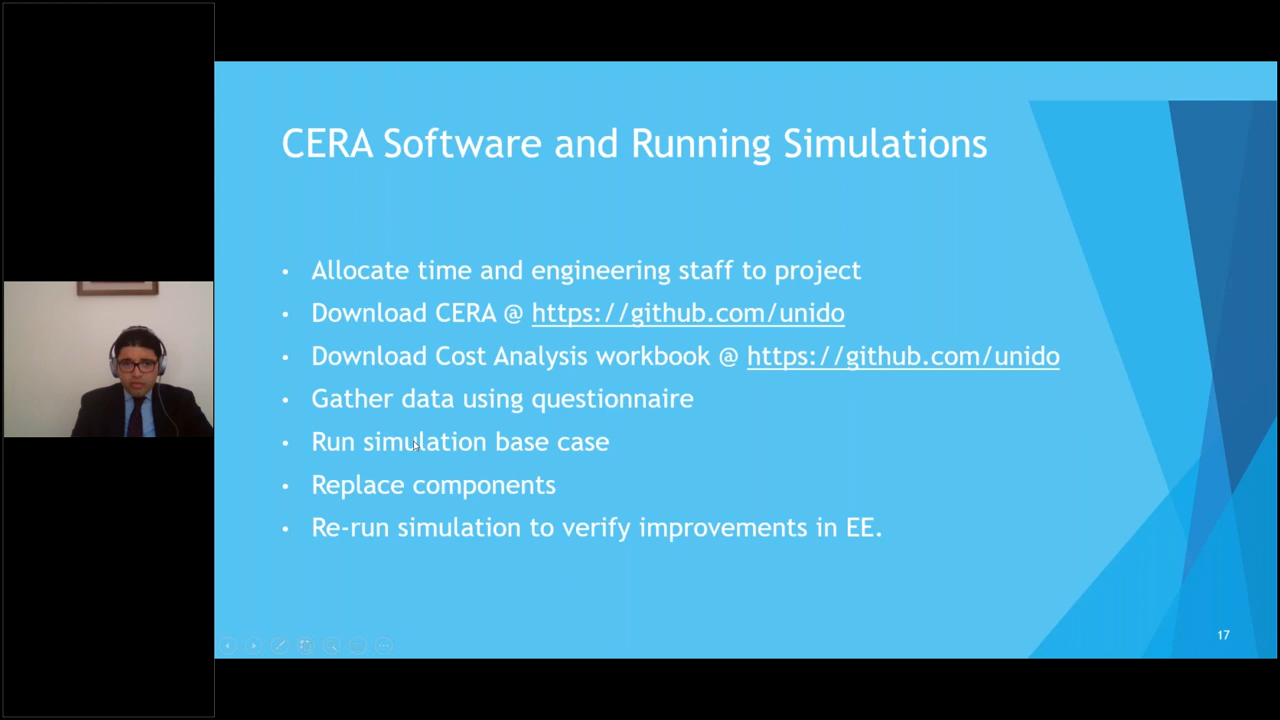 CERA Software and Running Simulations
• Allocate time and engineering staff to project
• Download CERA @ https://github.com/unido
• Download Cost Analysis workbook @ https://github.com/unido
• Gather data using questionnaire
• Run simulation base case
• Replace components
• Re-run simulation to verify improvements in EE.
17